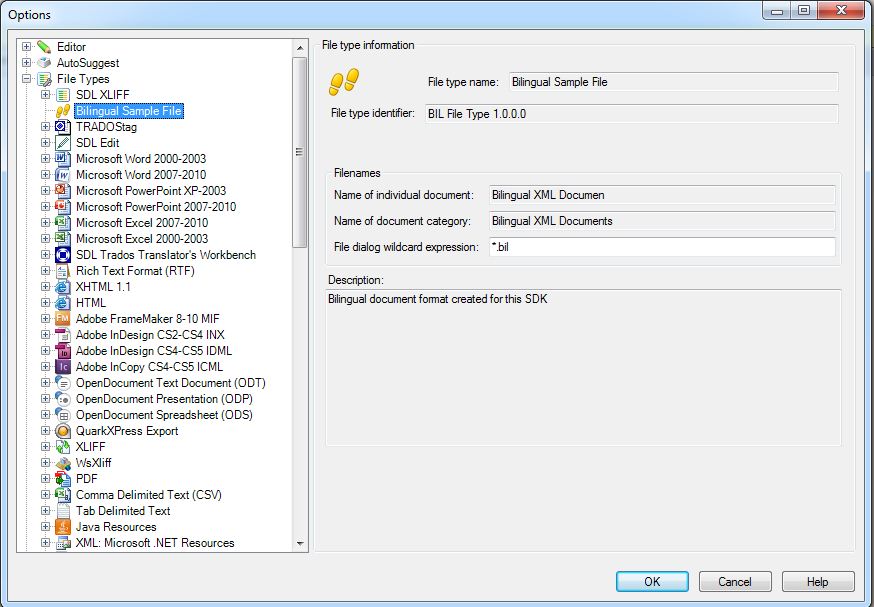 Options
Editor
AutoSuggest
File Types
SDL XLIFF
Bilingual Sample File
TRADOStag
SDL Edit
Microsoft Word 2000-2003
Microsoft Word 2007-2010
Microsoft PowerPoint XP-2003
Microsoft PowerPoint 2007-2010
Microsoft Excel 2007-2010
Microsoft Excel 2000-2003
SDL Trados Translator's Workbench
Rich Text Format (RTF)
XHTML 1.1
HTML
Adobe FrameMaker 8-10 MIF
Adobe InDesign CS2-CS4 INX
Adobe InDesign CS4-CS5 IDML
Adobe InCopy CS4-CS5 ICML
OpenDocument Text Document (ODT)
OpenDocument Presentation (ODP)
OpenDocument Spreadsheet (ODS)
QuarkXPress Export
XLIFF
WsXliff
PDF
Comma Delimited Text (CSV)
Tab Delimited Text
Java Resources
XML: Microsoft .NET Resources
File type information
File type name: Bilingual Sample File
File type identifier: BIL File Type 1.0.0.0
Filenames
Name of individual document: Bilingual XML Documen
Name of document category: Bilingual XML Documents
File dialog wildcard expression: *.bil
Description:
Bilingual document format created for this SDK
OK Cancel Help